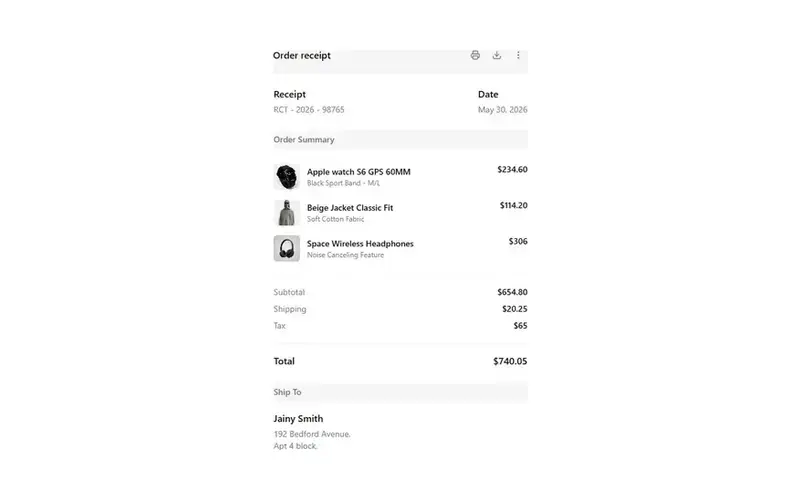 Order receipt
Receipt
Date
RCT - 2026 - 98765
May 30, 2026
Order Summary
Apple watch S6 GPS 60MM
$234.60
Black Sport Band - M/L
Beige Jacket Classic Fit
$114.20
Soft Cotton Fabric
Space Wireless Headphones
$306
Noise Canceling Feature
Subtotal
$654.80
Shipping
$20.25
Tax
$65
Total
$740.05
Ship To
Jainy Smith
192 Bedford Avenue.
Apt 4 block.